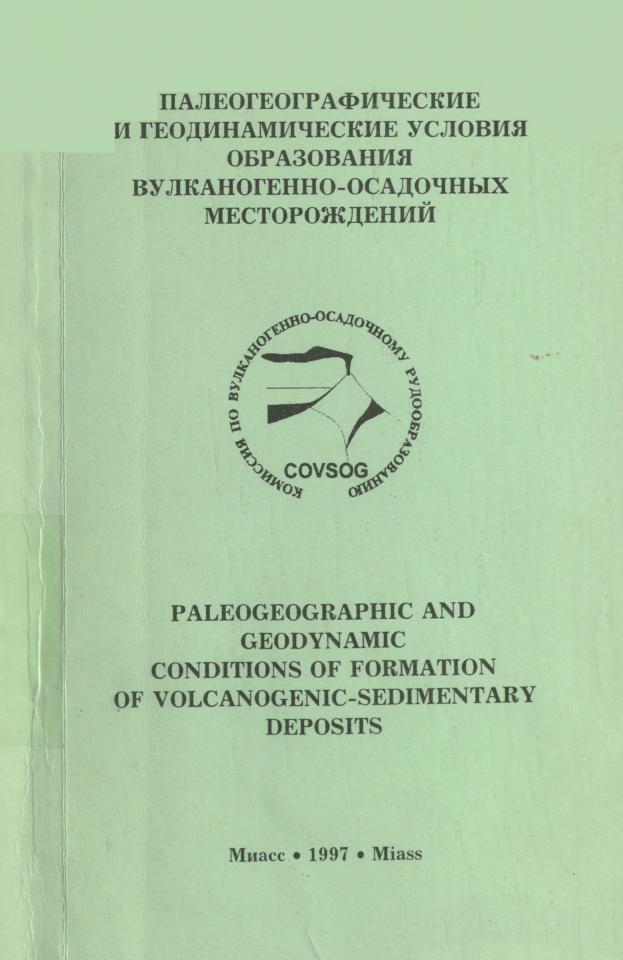 ПАЛЕОГЕОГРАФИЧЕСКИЕ
И ГЕОДИНАМИЧЕСКИЕ УСЛОВИЯ
ОБРАЗОВАНИЯ
ВУЛКАНОГЕННО-ОСАДОЧНЫХ
МЕСТОРОЖДЕНИЙ
КОМИССИЯ ПО ВУЛКАНОГЕННО-ОСАДОЧНОМУ РУДООБРАЗОВАНИЮ
COVSOG
PALEOGEOGRAPHIC AND
GEODYNAMIC
CONDITIONS OF FORMATION
OF VOLCANOGENIC-SEDIMENTARY
DEPOSITS
Миасс • 1997 • Miass